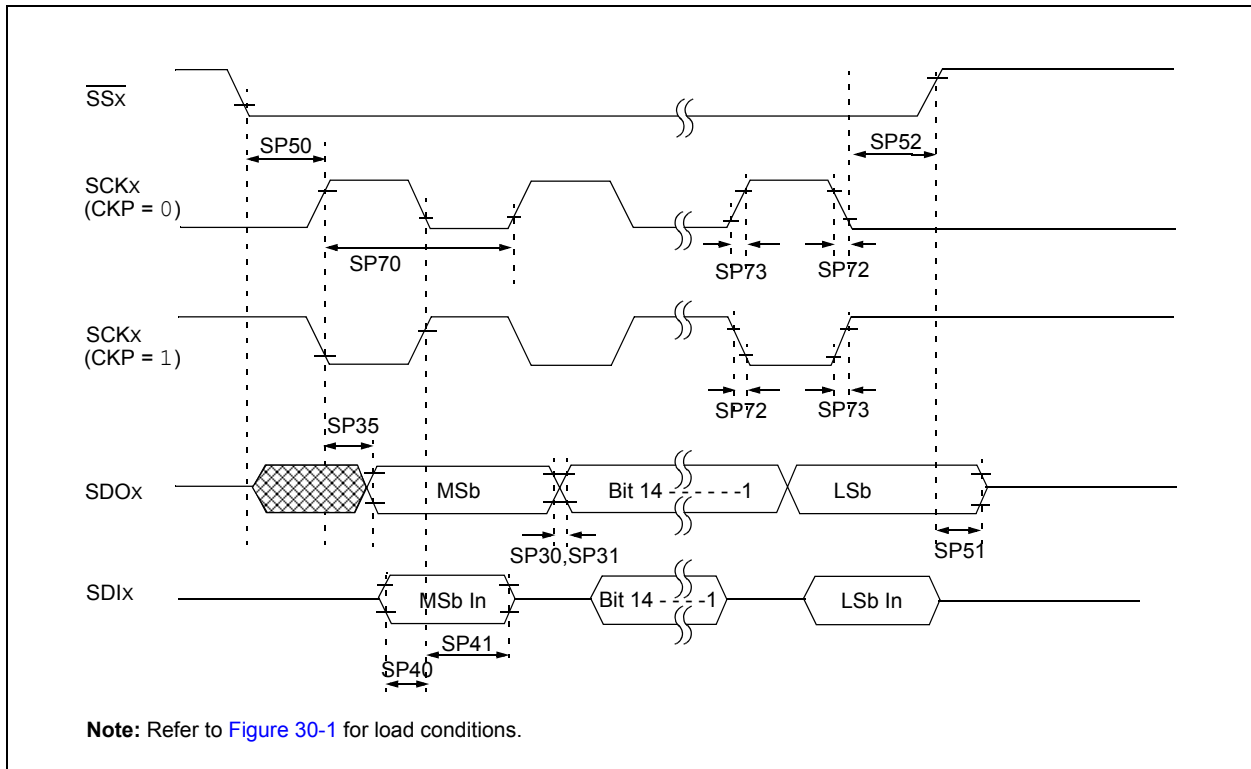 SSx
SP50
SP52
SCKx
(CKP = 0)
SP70
SP73
SP72
SCKx
(CKP = 1)
SP72
SP73
SP35
SDOx
MSb
Bit 14 - - - - - -1
LSb
SP30,SP31
SP51
SDIx
MSb In
Bit 14 - - - -1
LSb In
SP41
SP40
Note: Refer to Figure 30-1 for load conditions.